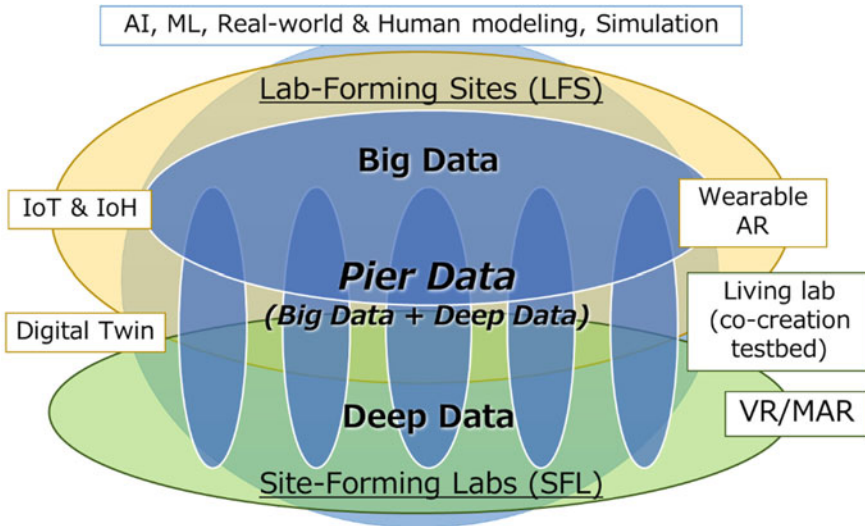 AI, ML, Real-world & Human modeling, Simulation
Lab-Forming Sites (LFS)
Big Data
IoT & IoH
Wearable
AR
Pier Data
(Big Data + Deep Data)
Digital Twin
Living lab
(co-creation
testbed)
Deep Data
VR/MAR
Site-Forming Labs (SFL)